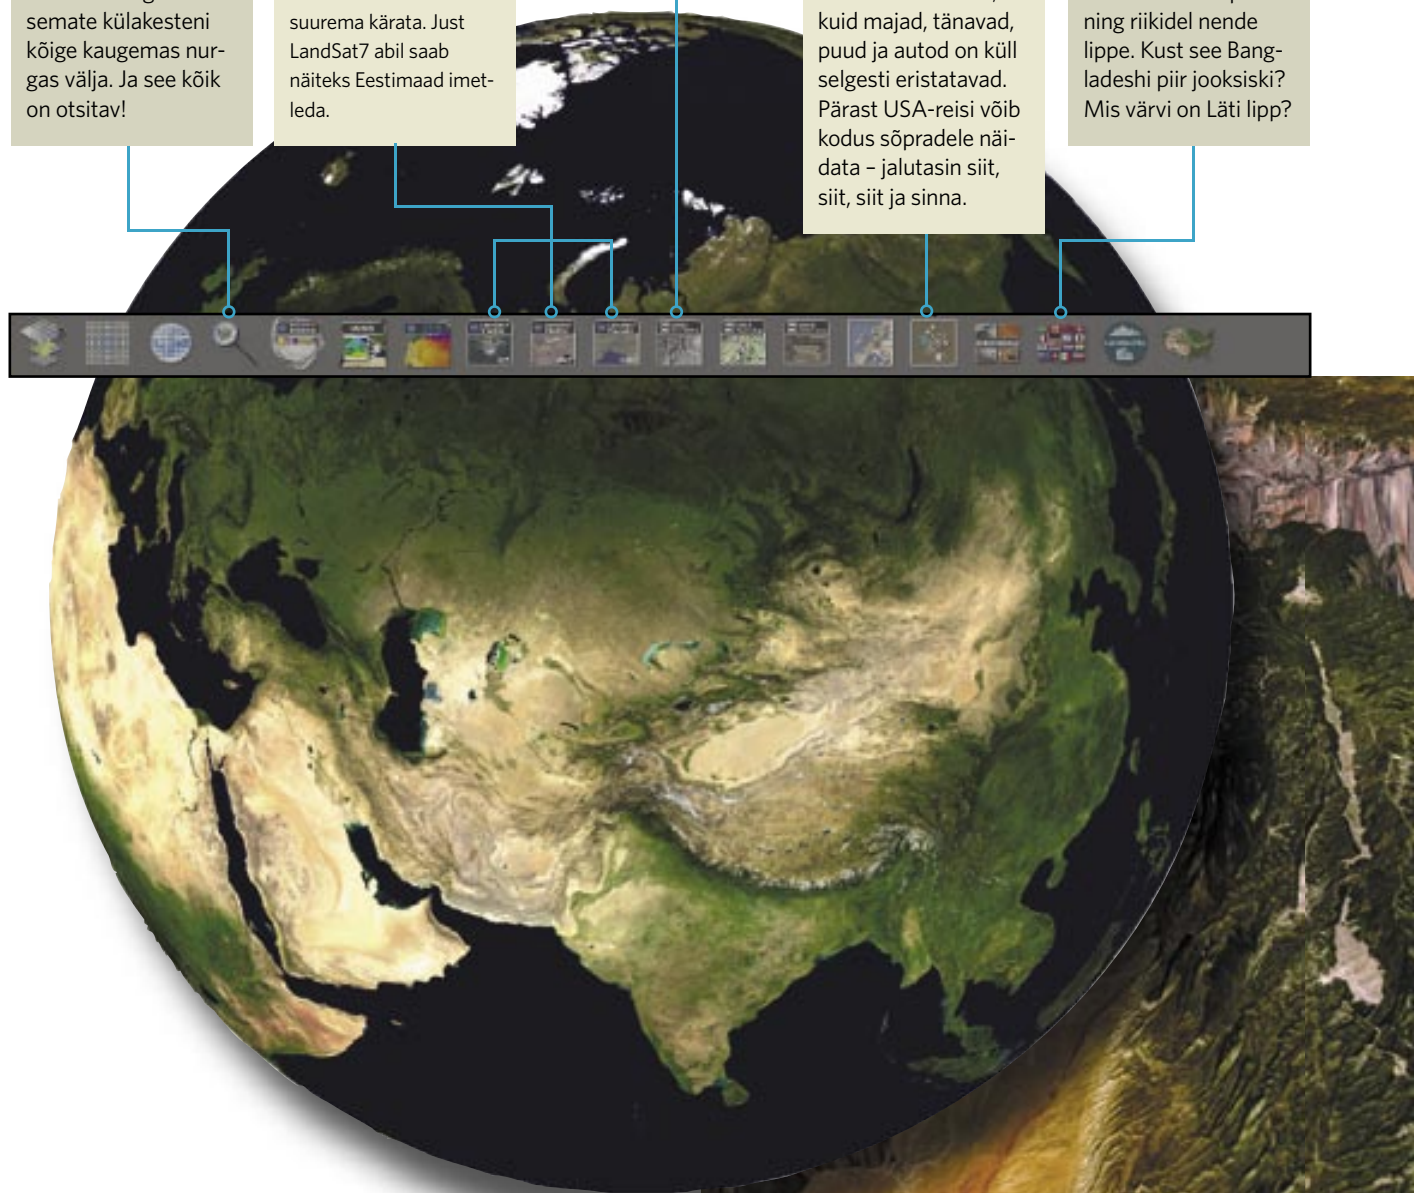 semate külakesteni
kõige kaugemas nur-
gas välja. Ja see kõik
on otsitav!
suurema kärata. Just
LandSat7 abil saab
näiteks Eestimaad imet-
leda.
kuid majad, tänavad,
puud ja autod on küll
selgesti eristatavad.
Pärast USA-reisi võib
kodus sõpradele näi-
data – jalutasin siit,
siit, siit ja sinna.
ning riikidel nende
lippe. Kust see Bang-
ladeshi piir jooksiski?
Mis värvi on Läti lipp?